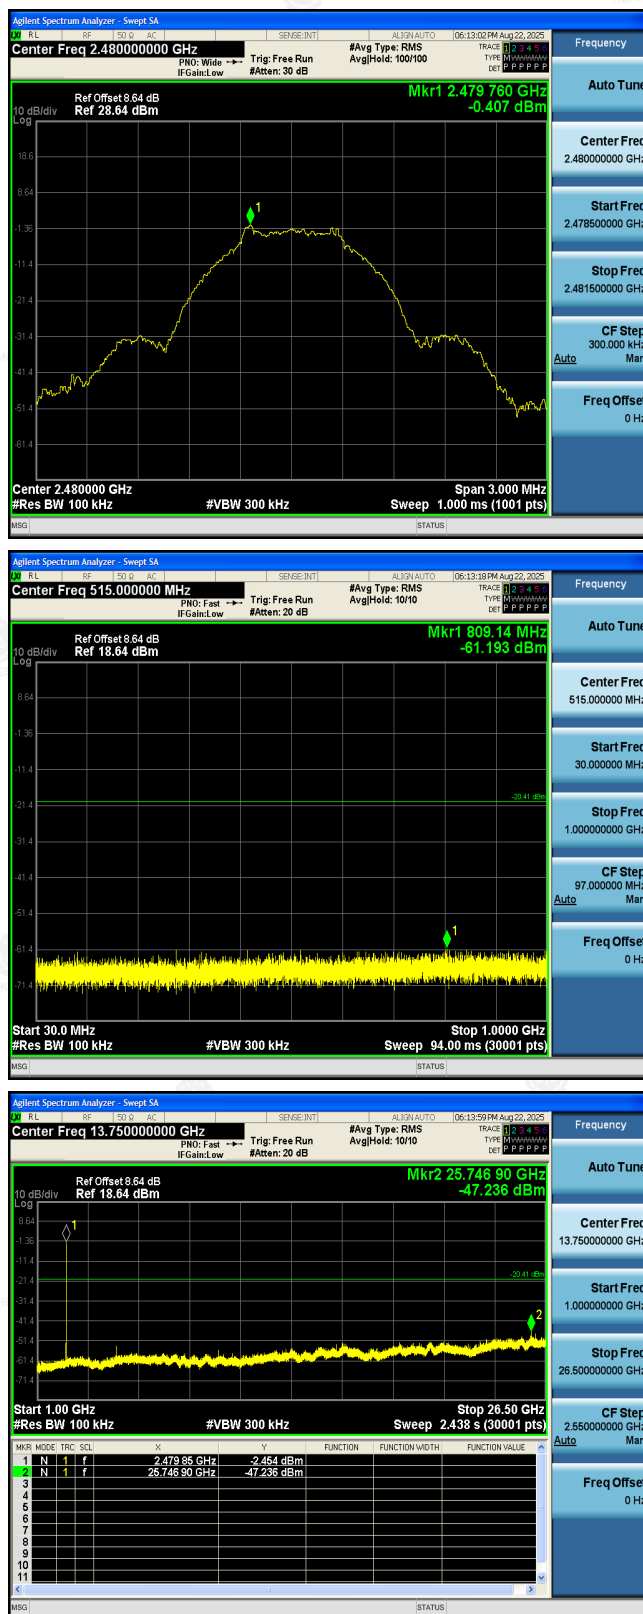 Agilent Spectrum Analyzer - Swept SA
LXI RL RF 50 Ω AC SENSE:INT ALIGN AUTO 06:13:02 PM Aug 22, 2025
Center Freq 2.480000000 GHz #Avg Type: RMS TRACE 1 2 3 4 5 6
PNO: Wide Trig: Free Run Avg|Hold: 100/100 TYPE M W W W W W
IFGain:Low #Atten: 30 dB DET P P P P P P
Frequency
Auto Tune
Mkr1 2.479 760 GHz
Ref Offset 8.64 dB
10 dB/div Ref 28.64 dBm -0.407 dBm
Log
Center Freq
2.480000000 GHz
18.6
8.64
-1.36
-11.4
-21.4
-31.4
-41.4
-51.4
-61.4
1
Start Freq
2.478500000 GHz
Stop Freq
2.481500000 GHz
CF Step
300.000 kHz
Auto Man
Freq Offset
0 Hz
Center 2.480000 GHz Span 3.000 MHz
#Res BW 100 kHz #VBW 300 kHz Sweep 1.000 ms (1001 pts)
MSG STATUS
Agilent Spectrum Analyzer - Swept SA
LXI RL RF 50 Ω AC SENSE:INT ALIGN AUTO 06:13:18 PM Aug 22, 2025
Center Freq 515.000000 MHz #Avg Type: RMS TRACE 1 2 3 4 5 6
PNO: Fast Trig: Free Run Avg|Hold: 10/10 TYPE M W W W W W
IFGain:Low #Atten: 20 dB DET P P P P P P
Frequency
Auto Tune
Mkr1 809.14 MHz
Ref Offset 8.64 dB
10 dB/div Ref 18.64 dBm -61.193 dBm
Log
Center Freq
515.000000 MHz
8.64
-1.36
-11.4
-21.4
-31.4
-41.4
-51.4
-61.4
-71.4
-20.41 dBm
1
Start Freq
30.000000 MHz
Stop Freq
1.000000000 GHz
CF Step
97.000000 MHz
Auto Man
Freq Offset
0 Hz
Start 30.0 MHz Stop 1.0000 GHz
#Res BW 100 kHz #VBW 300 kHz Sweep 94.00 ms (30001 pts)
MSG STATUS
Agilent Spectrum Analyzer - Swept SA
LXI RL RF 50 Ω AC SENSE:INT ALIGN AUTO 06:13:59 PM Aug 22, 2025
Center Freq 13.750000000 GHz #Avg Type: RMS TRACE 1 2 3 4 5 6
PNO: Fast Trig: Free Run Avg|Hold: 10/10 TYPE M W W W W W
IFGain:Low #Atten: 20 dB DET P P P P P P
Frequency
Auto Tune
Mkr2 25.746 90 GHz
Ref Offset 8.64 dB
10 dB/div Ref 18.64 dBm -47.236 dBm
Log
Center Freq
13.750000000 GHz
8.64
-1.36
-11.4
-21.4
-31.4
-41.4
-51.4
-61.4
-71.4
1
-20.41 dBm
2
Start Freq
1.000000000 GHz
Stop Freq
26.500000000 GHz
CF Step
2.550000000 GHz
Auto Man
Freq Offset
0 Hz
Start 1.00 GHz Stop 26.50 GHz
#Res BW 100 kHz #VBW 300 kHz Sweep 2.438 s (30001 pts)
MKR MODE TRC SCL X Y FUNCTION FUNCTION WIDTH FUNCTION VALUE
1 N 1 f 2.479 85 GHz -2.454 dBm
2 N 1 f 25.746 90 GHz -47.236 dBm
3
4
5
6
7
8
9
10
11
MSG STATUS